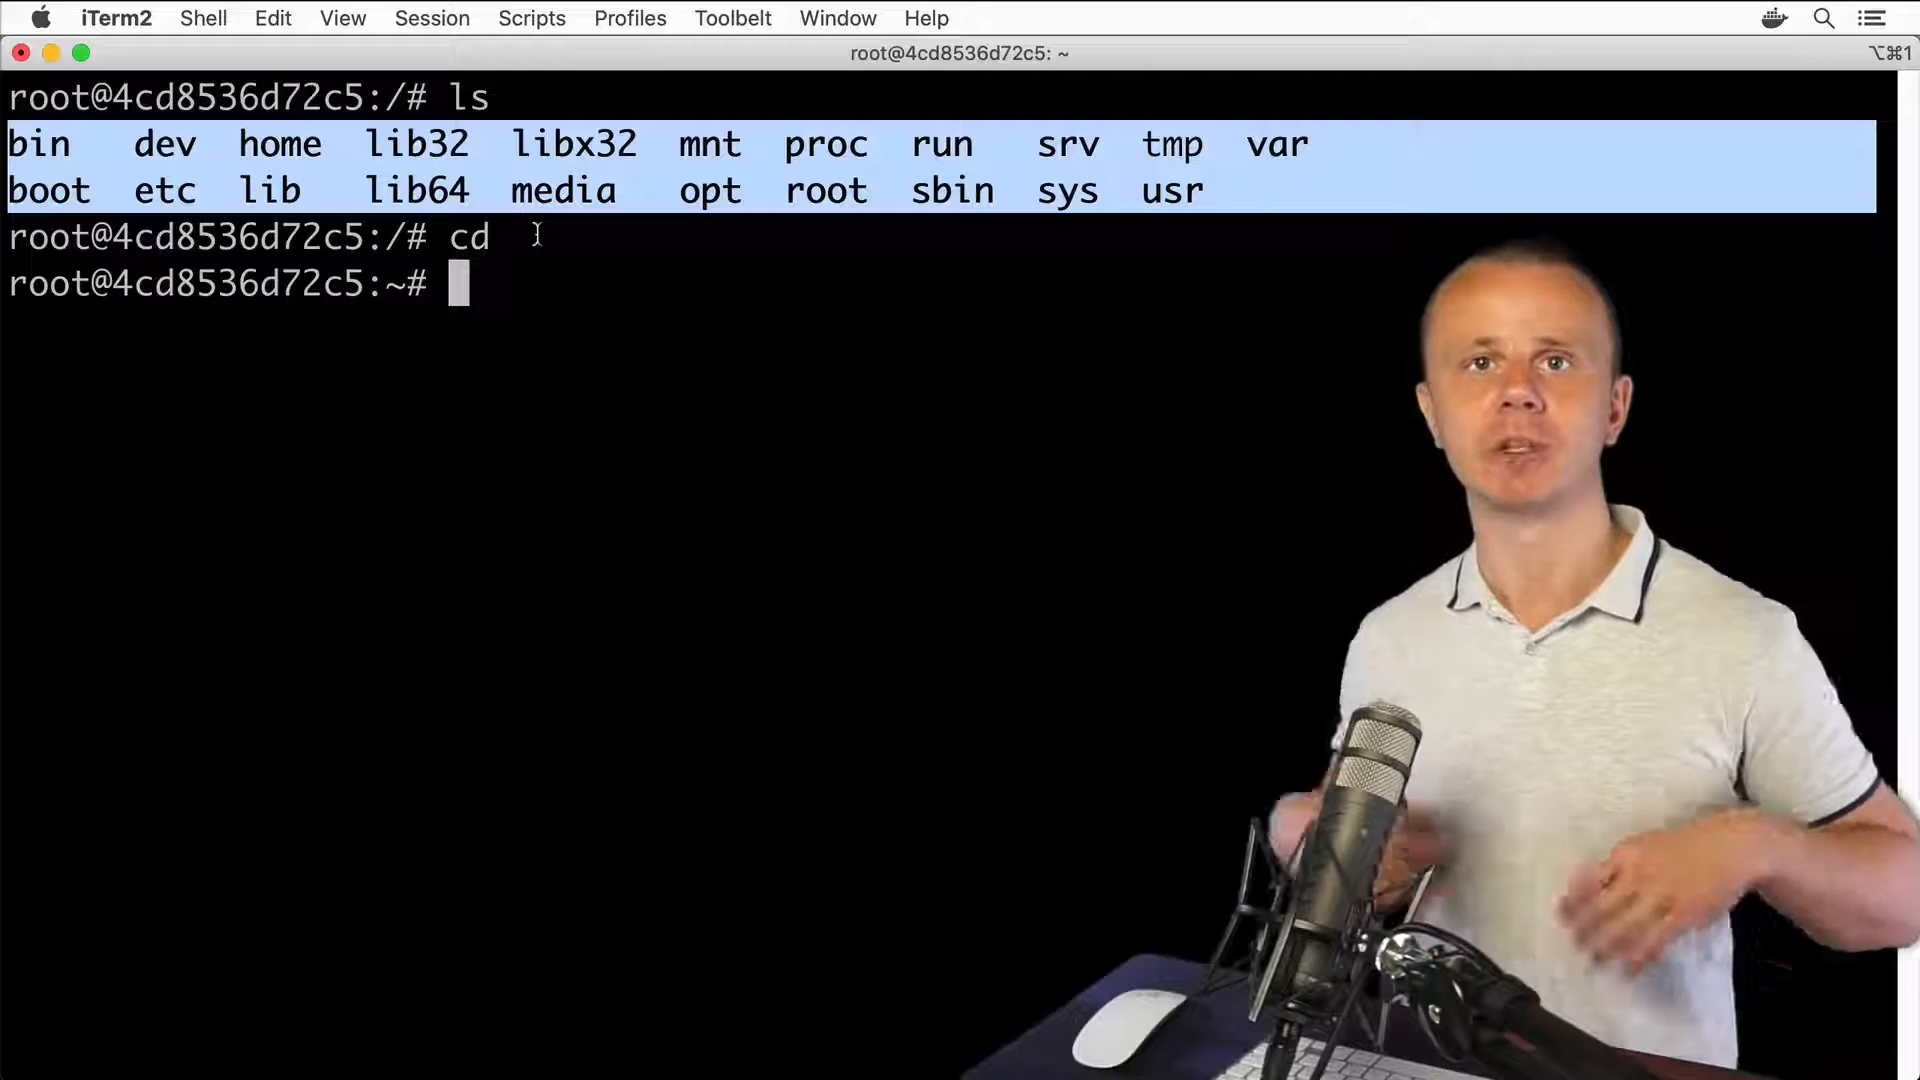 iTerm2 Shell Edit View Session Scripts Profiles Toolbelt Window Help
root@4cd8536d72c5: ~ ⌥⌘1
root@4cd8536d72c5:/# ls
bin dev home lib32 libx32 mnt proc run srv tmp var
boot etc lib lib64 media opt root sbin sys usr
root@4cd8536d72c5:/# cd
root@4cd8536d72c5:~#